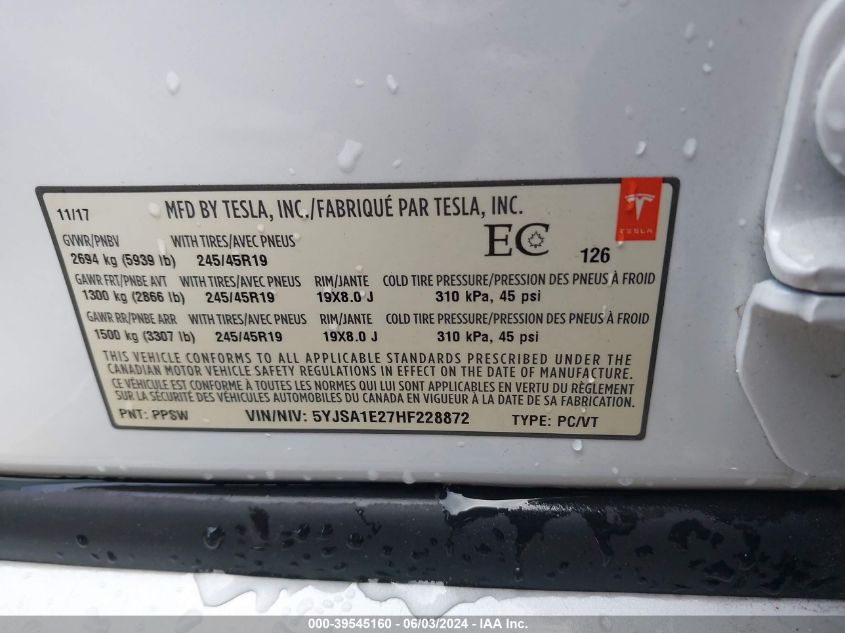 11/17 MFD BY TESLA, INC./FABRIQUÉ PAR TESLA, INC.
TESLA
GVWR/PNBV WITH TIRES/AVEC PNEUS
2694 kg (5939 lb) 245/45R19 EC 126
GAWR FRT/PNBE AVT WITH TIRES/AVEC PNEUS RIM/JANTE COLD TIRE PRESSURE/PRESSION DES PNEUS À FROID
1300 kg (2866 lb) 245/45R19 19X8.0 J 310 kPa, 45 psi
GAWR RR/PNBE ARR WITH TIRES/AVEC PNEUS RIM/JANTE COLD TIRE PRESSURE/PRESSION DES PNEUS À FROID
1500 kg (3307 lb) 245/45R19 19X8.0 J 310 kPa, 45 psi
THIS VEHICLE CONFORMS TO ALL APPLICABLE STANDARDS PRESCRIBED UNDER THE
CANADIAN MOTOR VEHICLE SAFETY REGULATIONS IN EFFECT ON THE DATE OF MANUFACTURE.
CE VÉHICULE EST CONFORME À TOUTES LES NORMES QUI LUI SONT APPLICABLES EN VERTU DU RÈGLEMENT
SUR LA SÉCURITÉ DES VÉHICULES AUTOMOBILES DU CANADA EN VIGUEUR À LA DATE DE SA FABRICATION.
PNT: PPSW VIN/NIV: 5YJSA1E27HF228872 TYPE: PC/VT
000-39545160 - 06/03/2024 - IAA Inc.